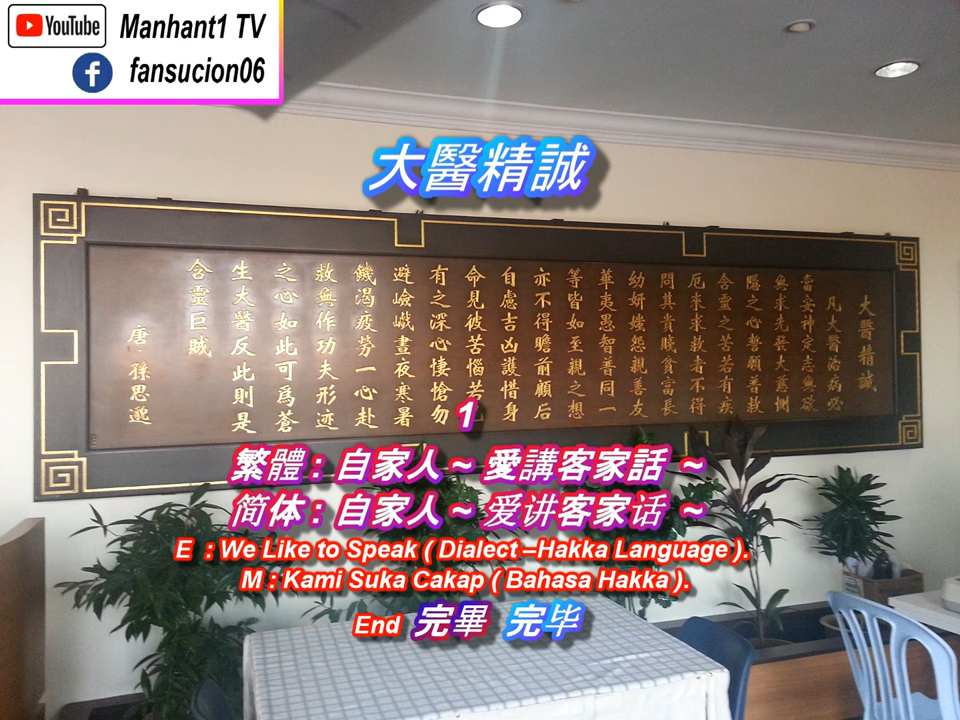 YouTube Manhant1 TV
f fansucion06
大醫精誠
大醫精誠
凡大醫治病必
當安神定志無欲
無求先發大慈惻
隱之心誓願普救
含靈之苦若有疾
厄來求救者不得
問其貴賤貧富長
幼妍媸怨親善友
華夷愚智普同一
等皆如至親之想
亦不得瞻前顧后
自慮吉凶護惜身
命見彼苦惱若
有之深心悽愴勿
避嶮巇晝夜寒暑
饑渴疲勞一心赴
救無作功夫形迹
之心如此可爲蒼
生大醫反此則是
含靈巨賊
唐·孫思邈
1
繁體 : 自家人 ~ 愛講客家話 ~
简体 : 自家人 ~ 爱讲客家话 ~
E : We Like to Speak ( Dialect –Hakka Language ).
M : Kami Suka Cakap ( Bahasa Hakka ).
End 完畢 完毕